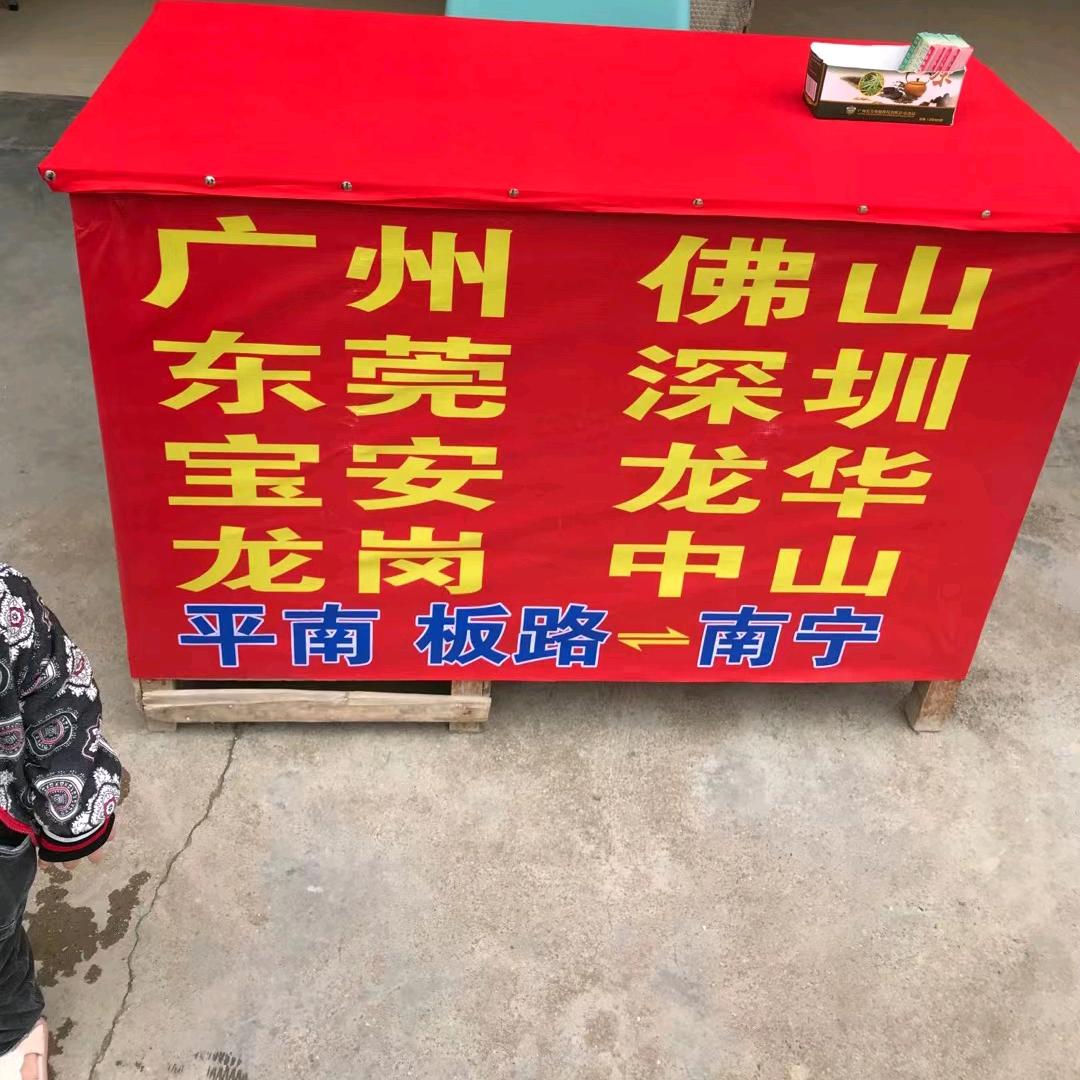 广州 佛山
东莞 深圳
宝安 龙华
龙岗 中山
平南 板路⇌南宁